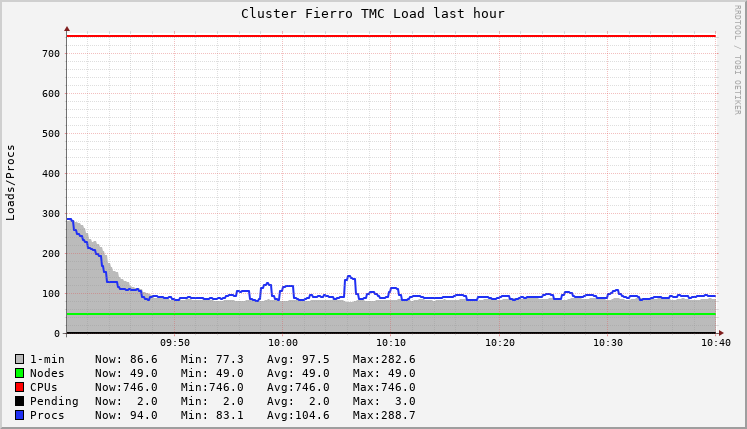 Cluster Fierro TMC Load last hour
RRDTOOL / TOBI OETIKER
Loads/Procs
700
600
500
400
300
200
100
0
09:50 10:00 10:10 10:20 10:30 10:40
1-min Now: 86.6 Min: 77.3 Avg: 97.5 Max:282.6
Nodes Now: 49.0 Min: 49.0 Avg: 49.0 Max: 49.0
CPUs Now:746.0 Min:746.0 Avg:746.0 Max:746.0
Pending Now: 2.0 Min: 2.0 Avg: 2.0 Max: 3.0
Procs Now: 94.0 Min: 83.1 Avg:104.6 Max:288.7